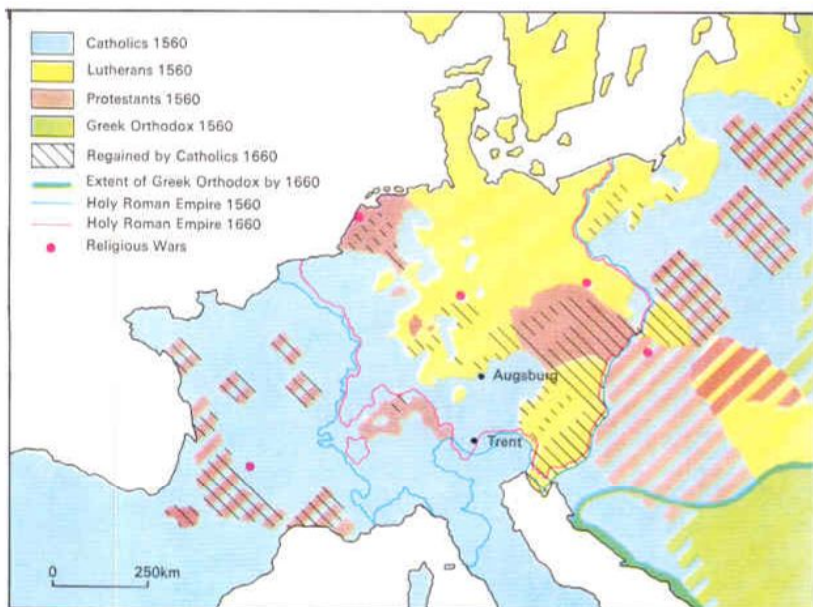 Catholics 1560
Lutherans 1560
Protestants 1560
Greek Orthodox 1560
Regained by Catholics 1660
Extent of Greek Orthodox by 1660
Holy Roman Empire 1560
Holy Roman Empire 1660
Religious Wars
Augsburg
Trent
0 250km